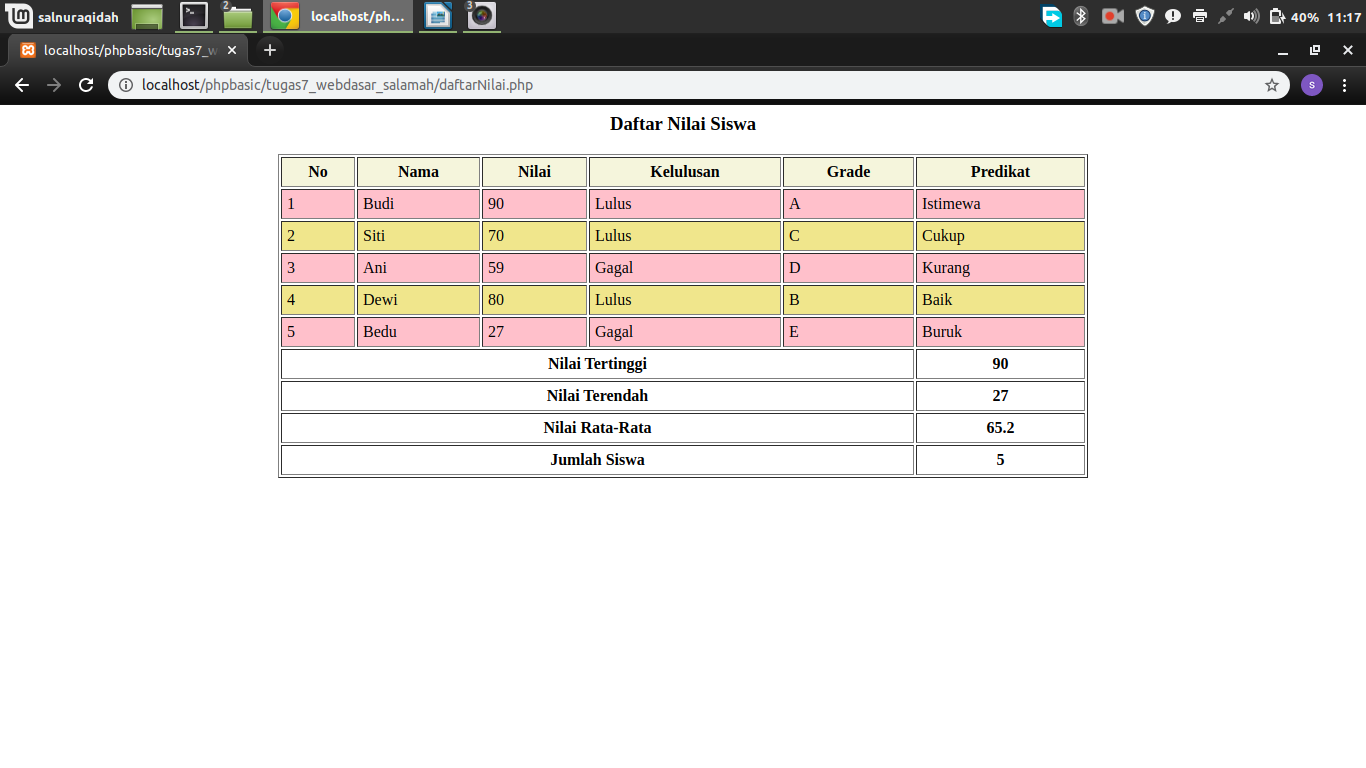 salnuraqidah 2 localhost/ph... 3 40% 11:17
localhost/phpbasic/tugas7_w
localhost/phpbasic/tugas7_webdasar_salamah/daftarNilai.php s
Daftar Nilai Siswa
No Nama Nilai Kelulusan Grade Predikat
1 Budi 90 Lulus A Istimewa
2 Siti 70 Lulus C Cukup
3 Ani 59 Gagal D Kurang
4 Dewi 80 Lulus B Baik
5 Bedu 27 Gagal E Buruk
Nilai Tertinggi 90
Nilai Terendah 27
Nilai Rata-Rata 65.2
Jumlah Siswa 5